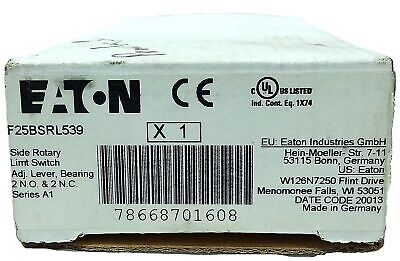 EATON
CE
UL US LISTED
Ind. Cont. Eq. 1X74
F25BSRL539
X 1
Side Rotary
Limt Switch
Adj. Lever, Bearing
2 N.O. & 2 N.C.
Series A1
EU: Eaton Industries GmbH
Hein-Moeller- Str. 7-11
53115 Bonn, Germany
US: Eaton
W126N7250 Flint Drive
Menomonee Falls, WI 53051
DATE CODE 20013
Made in Germany
78668701608